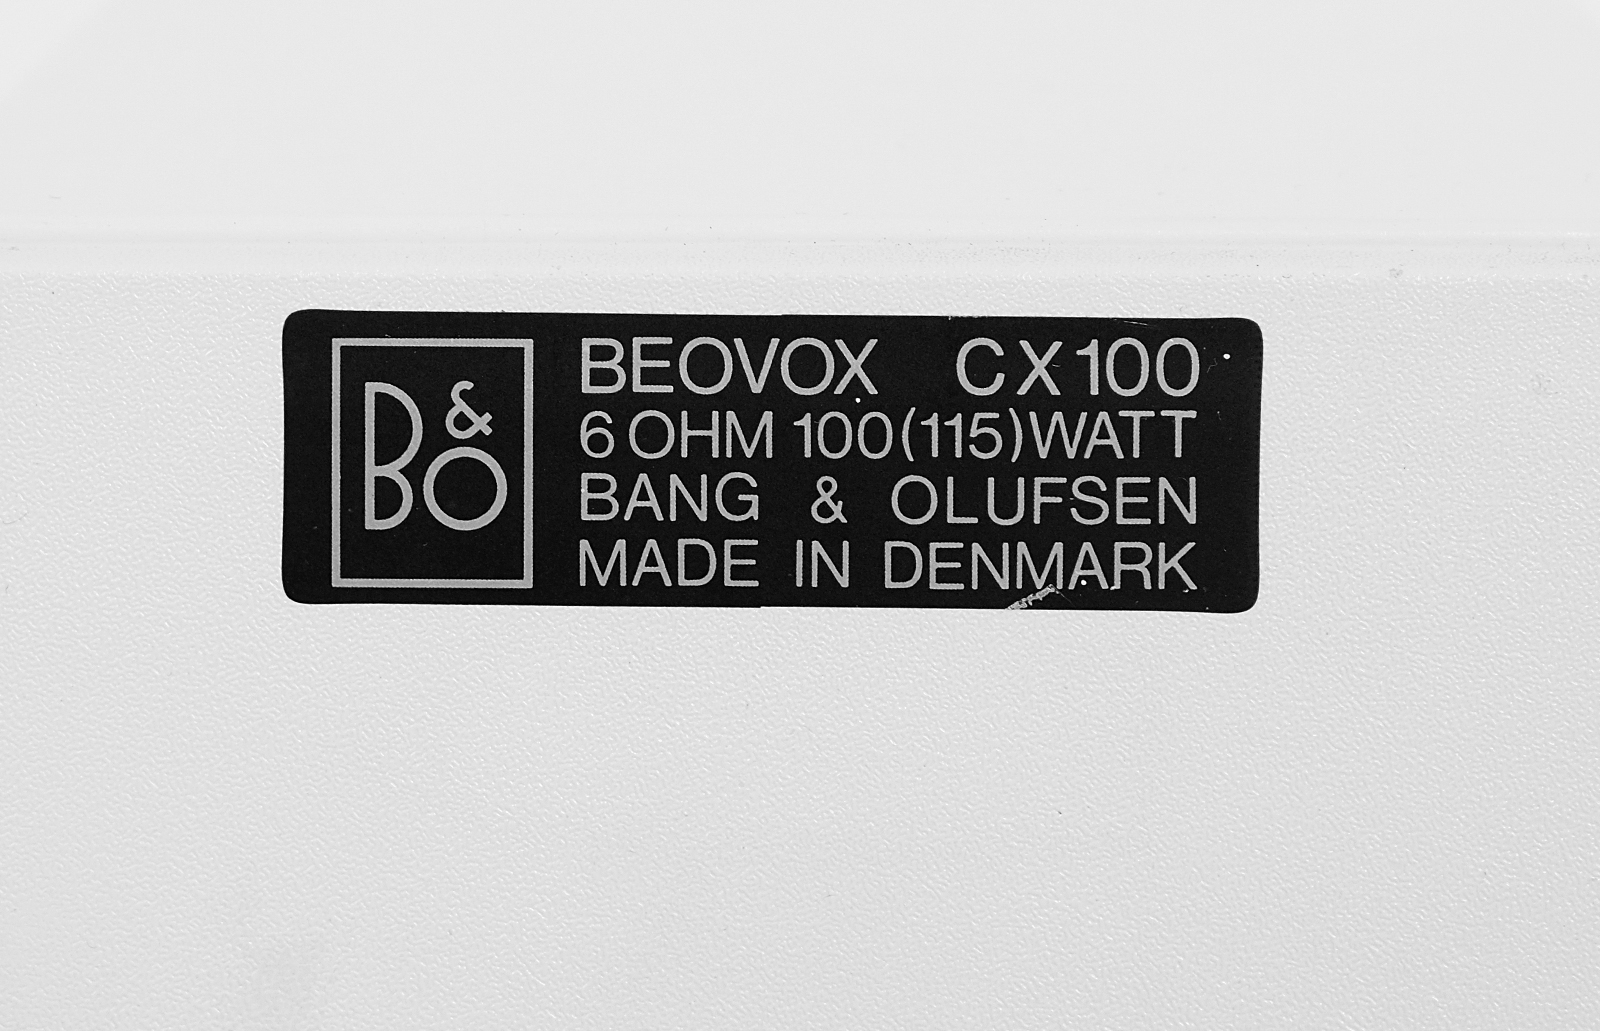 B&O
BEOVOX CX100
6 OHM 100(115)WATT
BANG & OLUFSEN
MADE IN DENMARK